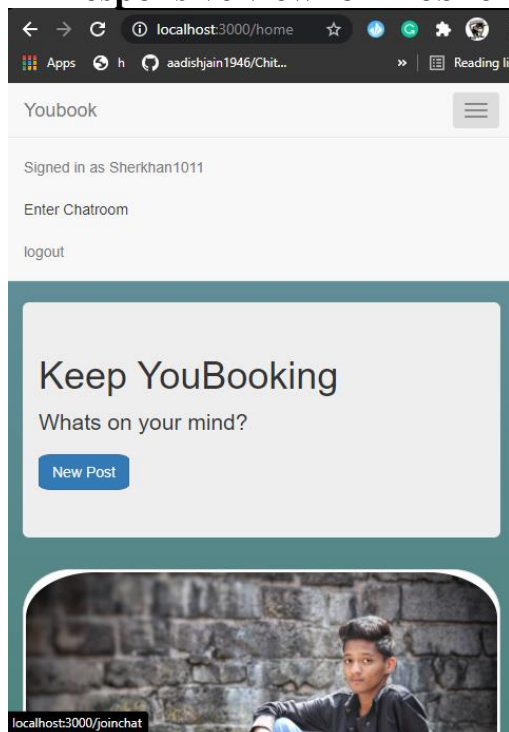 localhost:3000/home
Apps h aadishjain1946/Chit... » Reading li
Youbook
Signed in as Sherkhan1011
Enter Chatroom
logout
Keep YouBooking
Whats on your mind?
New Post
localhost:3000/joinchat